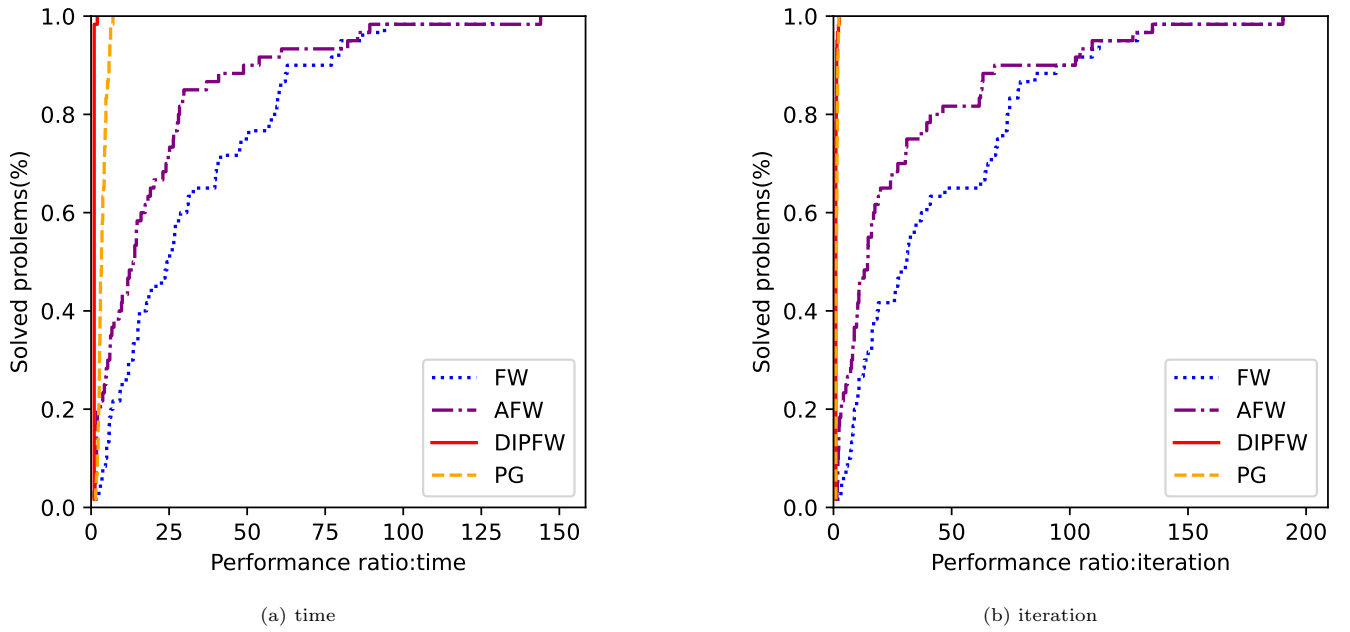 1.0
0.8
0.6
0.4
0.2
0.0
Solved problems(%)
0 25 50 75 100 125 150
Performance ratio:time
FW
AFW
DIPFW
PG
(a) time
1.0
0.8
0.6
0.4
0.2
0.0
Solved problems(%)
0 50 100 150 200
Performance ratio:iteration
FW
AFW
DIPFW
PG
(b) iteration